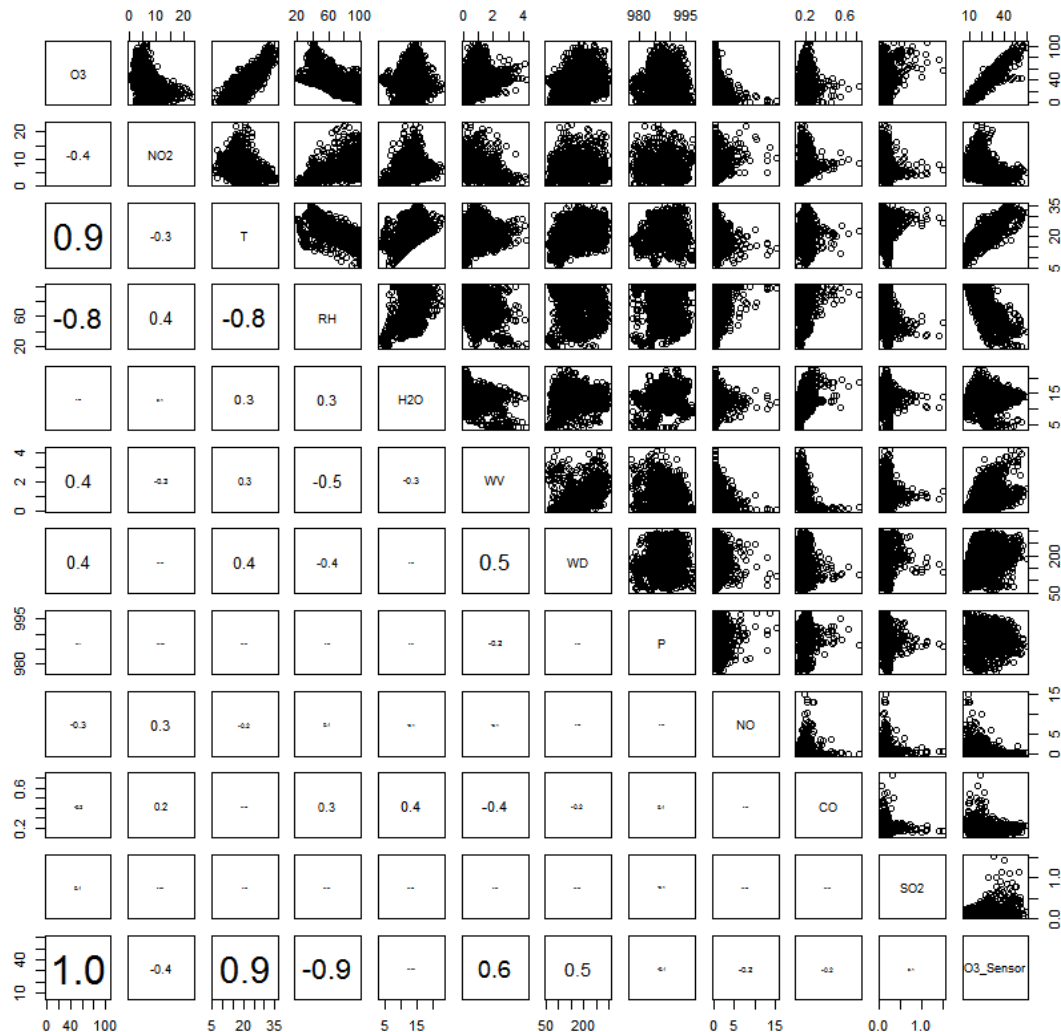 0 10 20 20 60 100 0 2 4 980 995 0.2 0.6 10 40
O3 0 40 100
0 10 20 -0.4 NO2
0.9 -0.3 T 5 20 35
20 60 -0.8 0.4 -0.8 RH
0.3 0.3 H2O 5 15
0 2 4 0.4 0.3 -0.5 -0.3 WV
0.4 0.4 -0.4 0.5 WD 50 200
980 995 -0.2 P
-0.3 0.3 -0.2 NO 0 5 15
0.2 0.6 0.2 0.3 0.4 -0.4 -0.2 CO
SO2 0.0 1.0
10 40 1.0 -0.4 0.9 -0.9 0.6 0.5 -0.2 -0.2 O3_Sensor
0 40 100 5 20 35 5 15 50 200 0 5 15 0.0 1.0